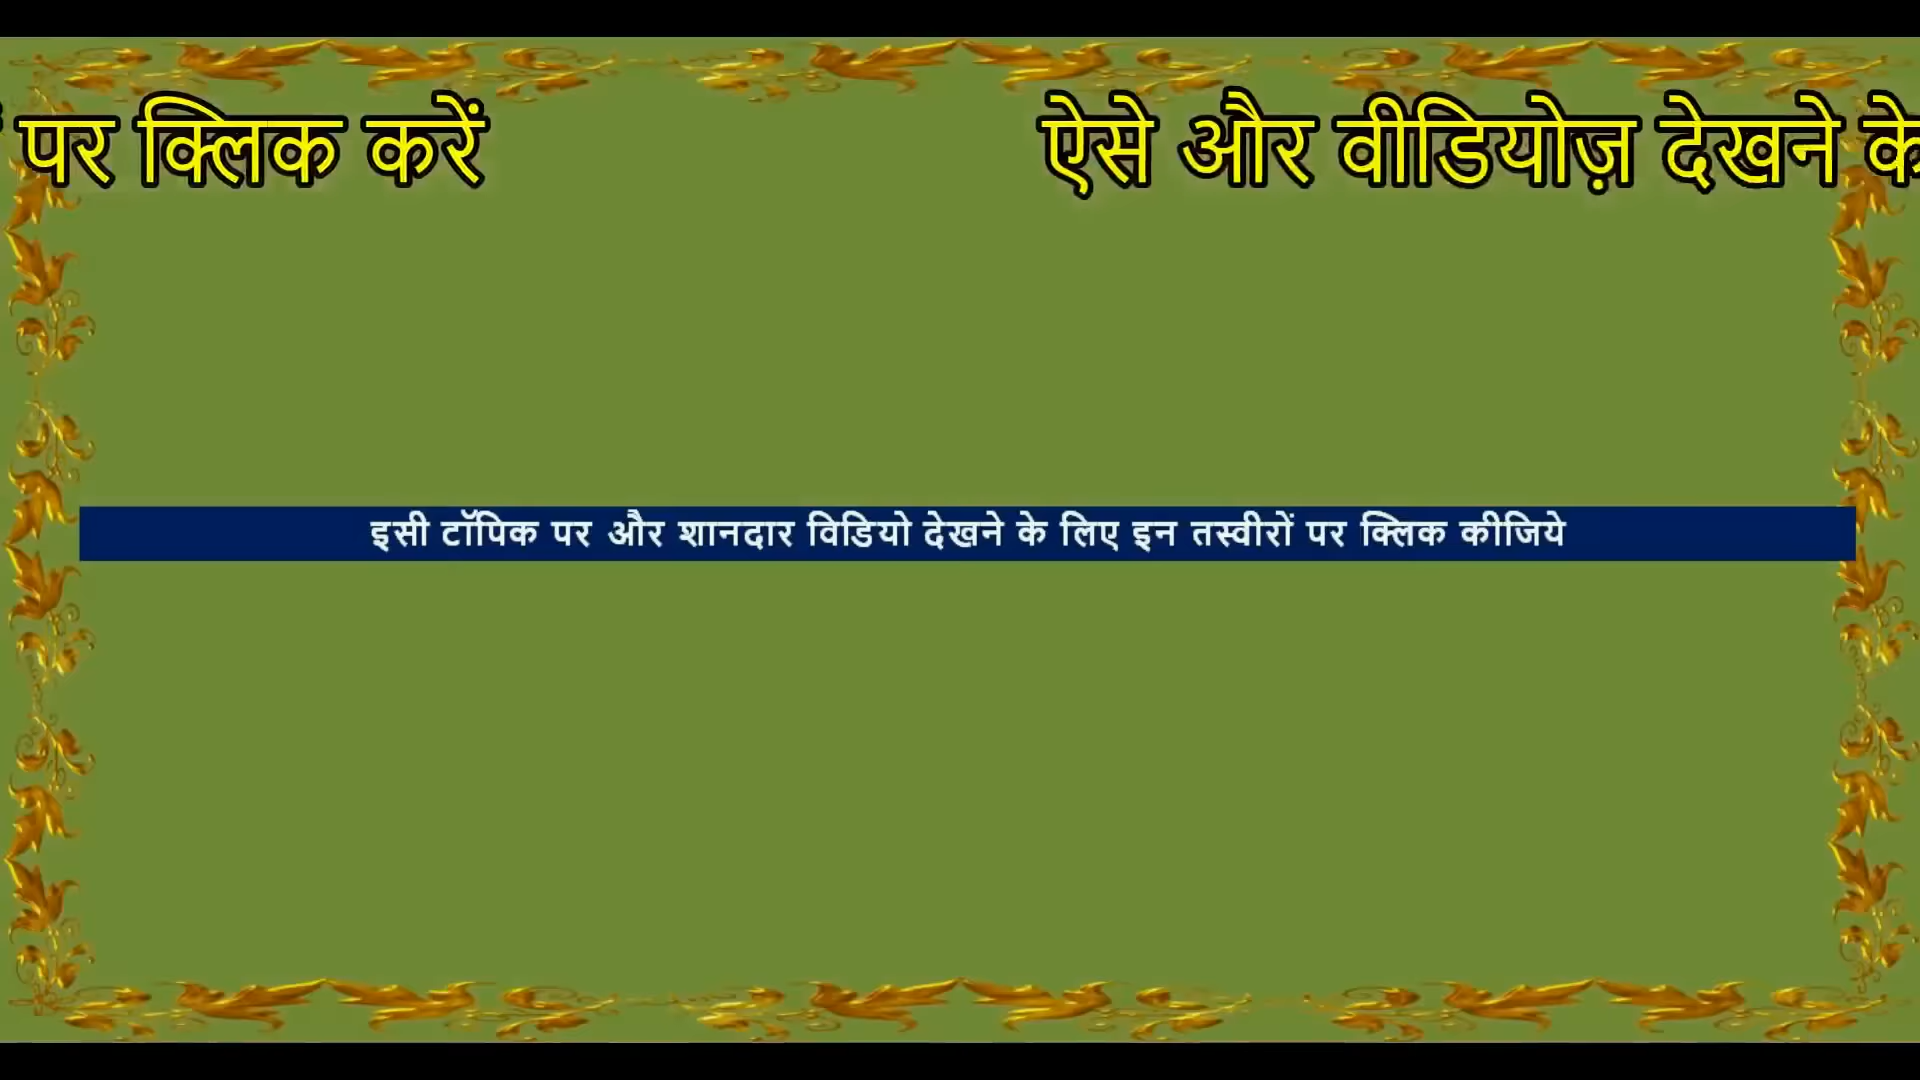 पर क्लिक करें
ऐसे और वीडियोज़ देखने के
इसी टॉपिक पर और शानदार विडियो देखने के लिए इन तस्वीरों पर क्लिक कीजिये